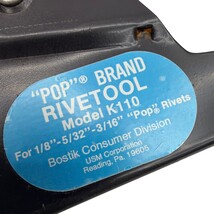 "POP"® BRAND
RIVETOOL
Model K110
For 1/8"-5/32"-3/16" "Pop"® Rivets
Bostik Consumer Division
USM Corporation
Reading, Pa. 19605